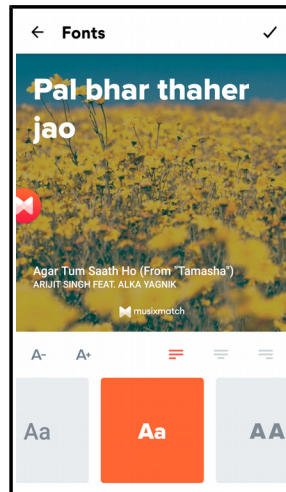 Fonts
Pal bhar thaher
jao
Agar Tum Saath Ho (From "Tamasha")
ARIJIT SINGH FEAT. ALKA YAGNIK
musixmatch
A- A+
Aa Aa AA